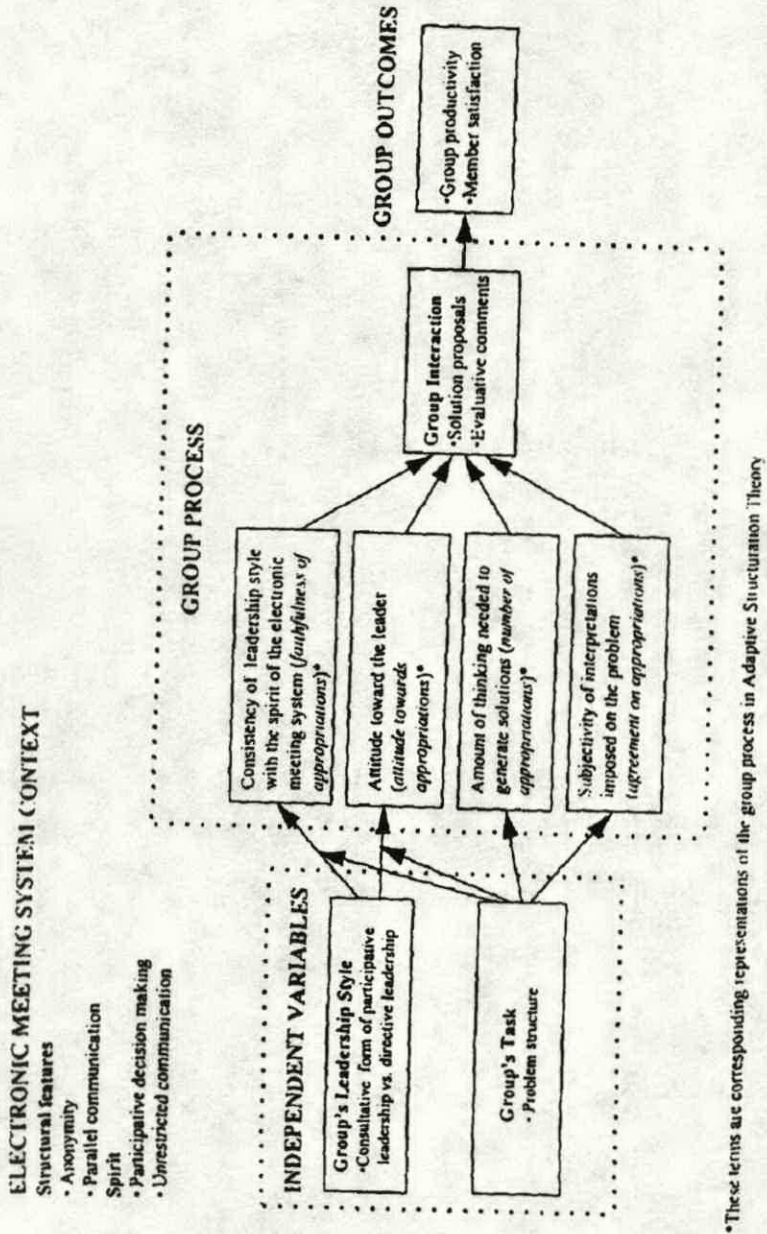 ELECTRONIC MEETING SYSTEM CONTEXT
Structural features
• Anonymity
• Parallel communication
Spirit
• Participative decision making
• Unrestricted communication
INDEPENDENT VARIABLES
Group's Leadership Style
•Consultative form of participative
leadership vs. directive leadership
Group's Task
• Problem structure
GROUP PROCESS
Consistency of leadership style
with the spirit of the electronic
meeting system (faithfulness of
appropriations)*
Attitude toward the leader
(attitude towards
appropriations)*
Amount of thinking needed to
generate solutions (number of
appropriations)*
Subjectivity of interpretations
imposed on the problem
(agreement on appropriations)*
Group Interaction
•Solution proposals
•Evaluative comments
GROUP OUTCOMES
•Group productivity
•Member satisfaction
*These terms are corresponding representations of the group process in Adaptive Structuration Theory